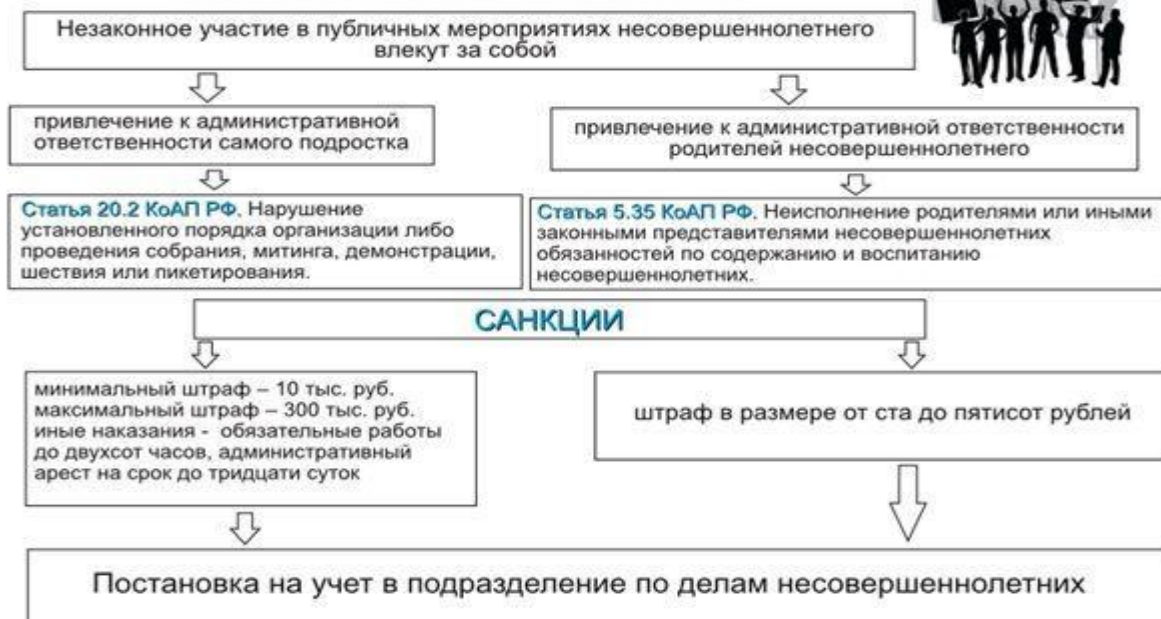 Незаконное участие в публичных мероприятиях несовершеннолетнего
влекут за собой
привлечение к административной
ответственности самого подростка
привлечение к административной ответственности
родителей несовершеннолетнего
Статья 20.2 КоАП РФ. Нарушение
установленного порядка организации либо
проведения собрания, митинга, демонстрации,
шествия или пикетирования.
Статья 5.35 КоАП РФ. Неисполнение родителями или иными
законными представителями несовершеннолетних
обязанностей по содержанию и воспитанию
несовершеннолетних.
САНКЦИИ
минимальный штраф – 10 тыс. руб.
максимальный штраф – 300 тыс. руб.
иные наказания - обязательные работы
до двухсот часов, административный
арест на срок до тридцати суток
штраф в размере от ста до пятисот рублей
Постановка на учет в подразделение по делам несовершеннолетних